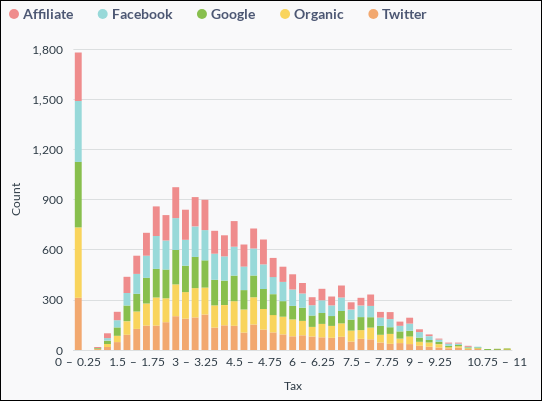 Affiliate Facebook Google Organic Twitter
1,800
1,500
1,200
900
600
300
0
Count
0 – 0.25 1.5 – 1.75 3 – 3.25 4.5 – 4.75 6 – 6.25 7.5 – 7.75 9 – 9.25 10.75 – 11
Tax